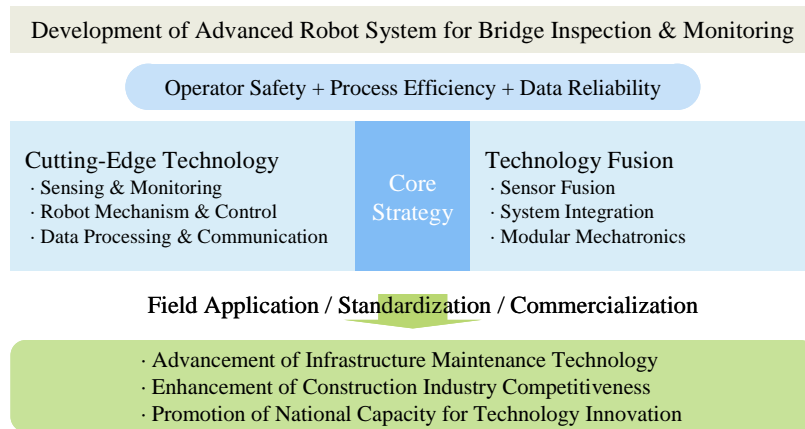 Development of Advanced Robot System for Bridge Inspection & Monitoring
Operator Safety + Process Efficiency + Data Reliability
Cutting-Edge Technology
· Sensing & Monitoring
· Robot Mechanism & Control
· Data Processing & Communication
Core
Strategy
Technology Fusion
· Sensor Fusion
· System Integration
· Modular Mechatronics
Field Application / Standardization / Commercialization
· Advancement of Infrastructure Maintenance Technology
· Enhancement of Construction Industry Competitiveness
· Promotion of National Capacity for Technology Innovation